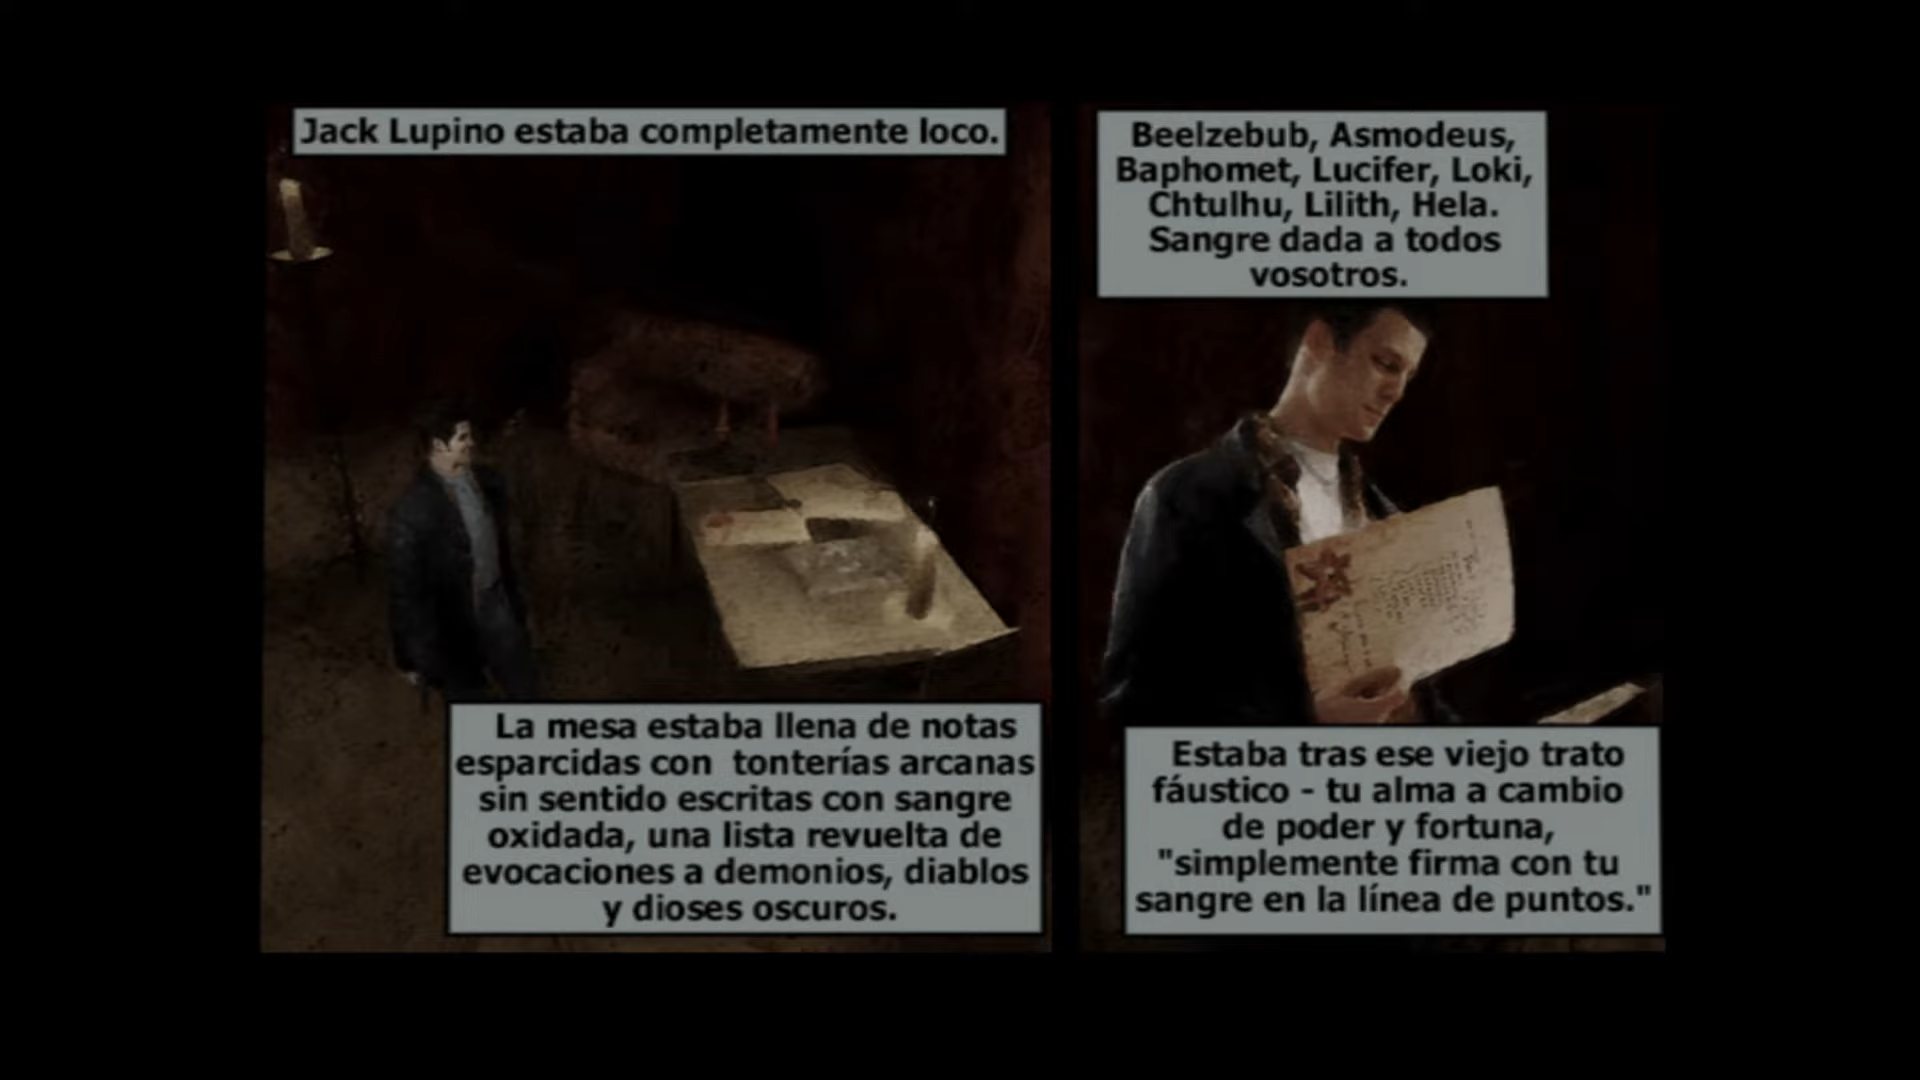 Jack Lupino estaba completamente loco.
La mesa estaba llena de notas
esparcidas con  tonterías arcanas
sin sentido escritas con sangre
oxidada, una lista revuelta de
evocaciones a demonios, diablos
y dioses oscuros.
Beelzebub, Asmodeus,
Baphomet, Lucifer, Loki,
Chtulhu, Lilith, Hela.
Sangre dada a todos
vosotros.
Estaba tras ese viejo trato
fáustico - tu alma a cambio
de poder y fortuna,
"simplemente firma con tu
sangre en la línea de puntos."